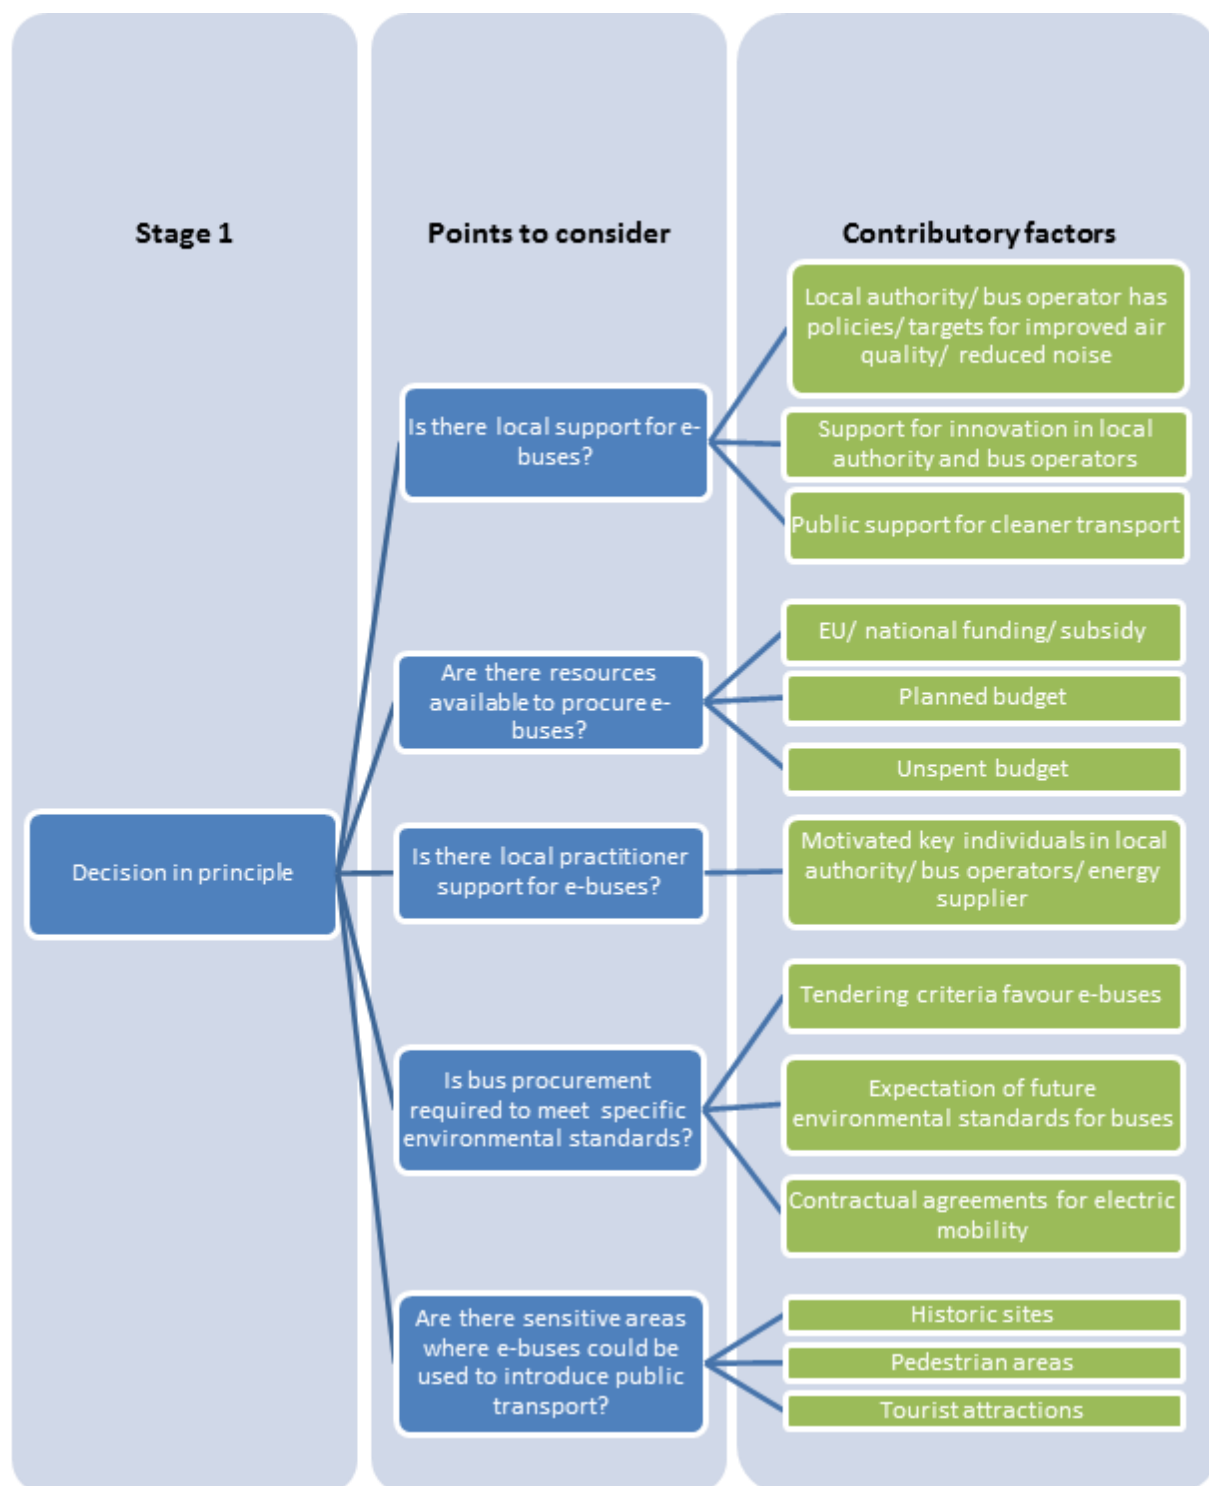 Stage 1
Points to consider
Contributory factors
Decision in principle
Is there local support for e-
buses?
Local authority/ bus operator has
policies/ targets for improved air
quality/ reduced noise
Support for innovation in local
authority and bus operators
Public support for cleaner transport
Are there resources
available to procure e-
buses?
EU/ national funding/ subsidy
Planned budget
Unspent budget
Is there local practitioner
support for e-buses?
Motivated key individuals in local
authority/ bus operators/ energy
supplier
Is bus procurement
required to meet specific
environmental standards?
Tendering criteria favour e-buses
Expectation of future
environmental standards for buses
Contractual agreements for electric
mobility
Are there sensitive areas
where e-buses could be
used to introduce public
transport?
Historic sites
Pedestrian areas
Tourist attractions